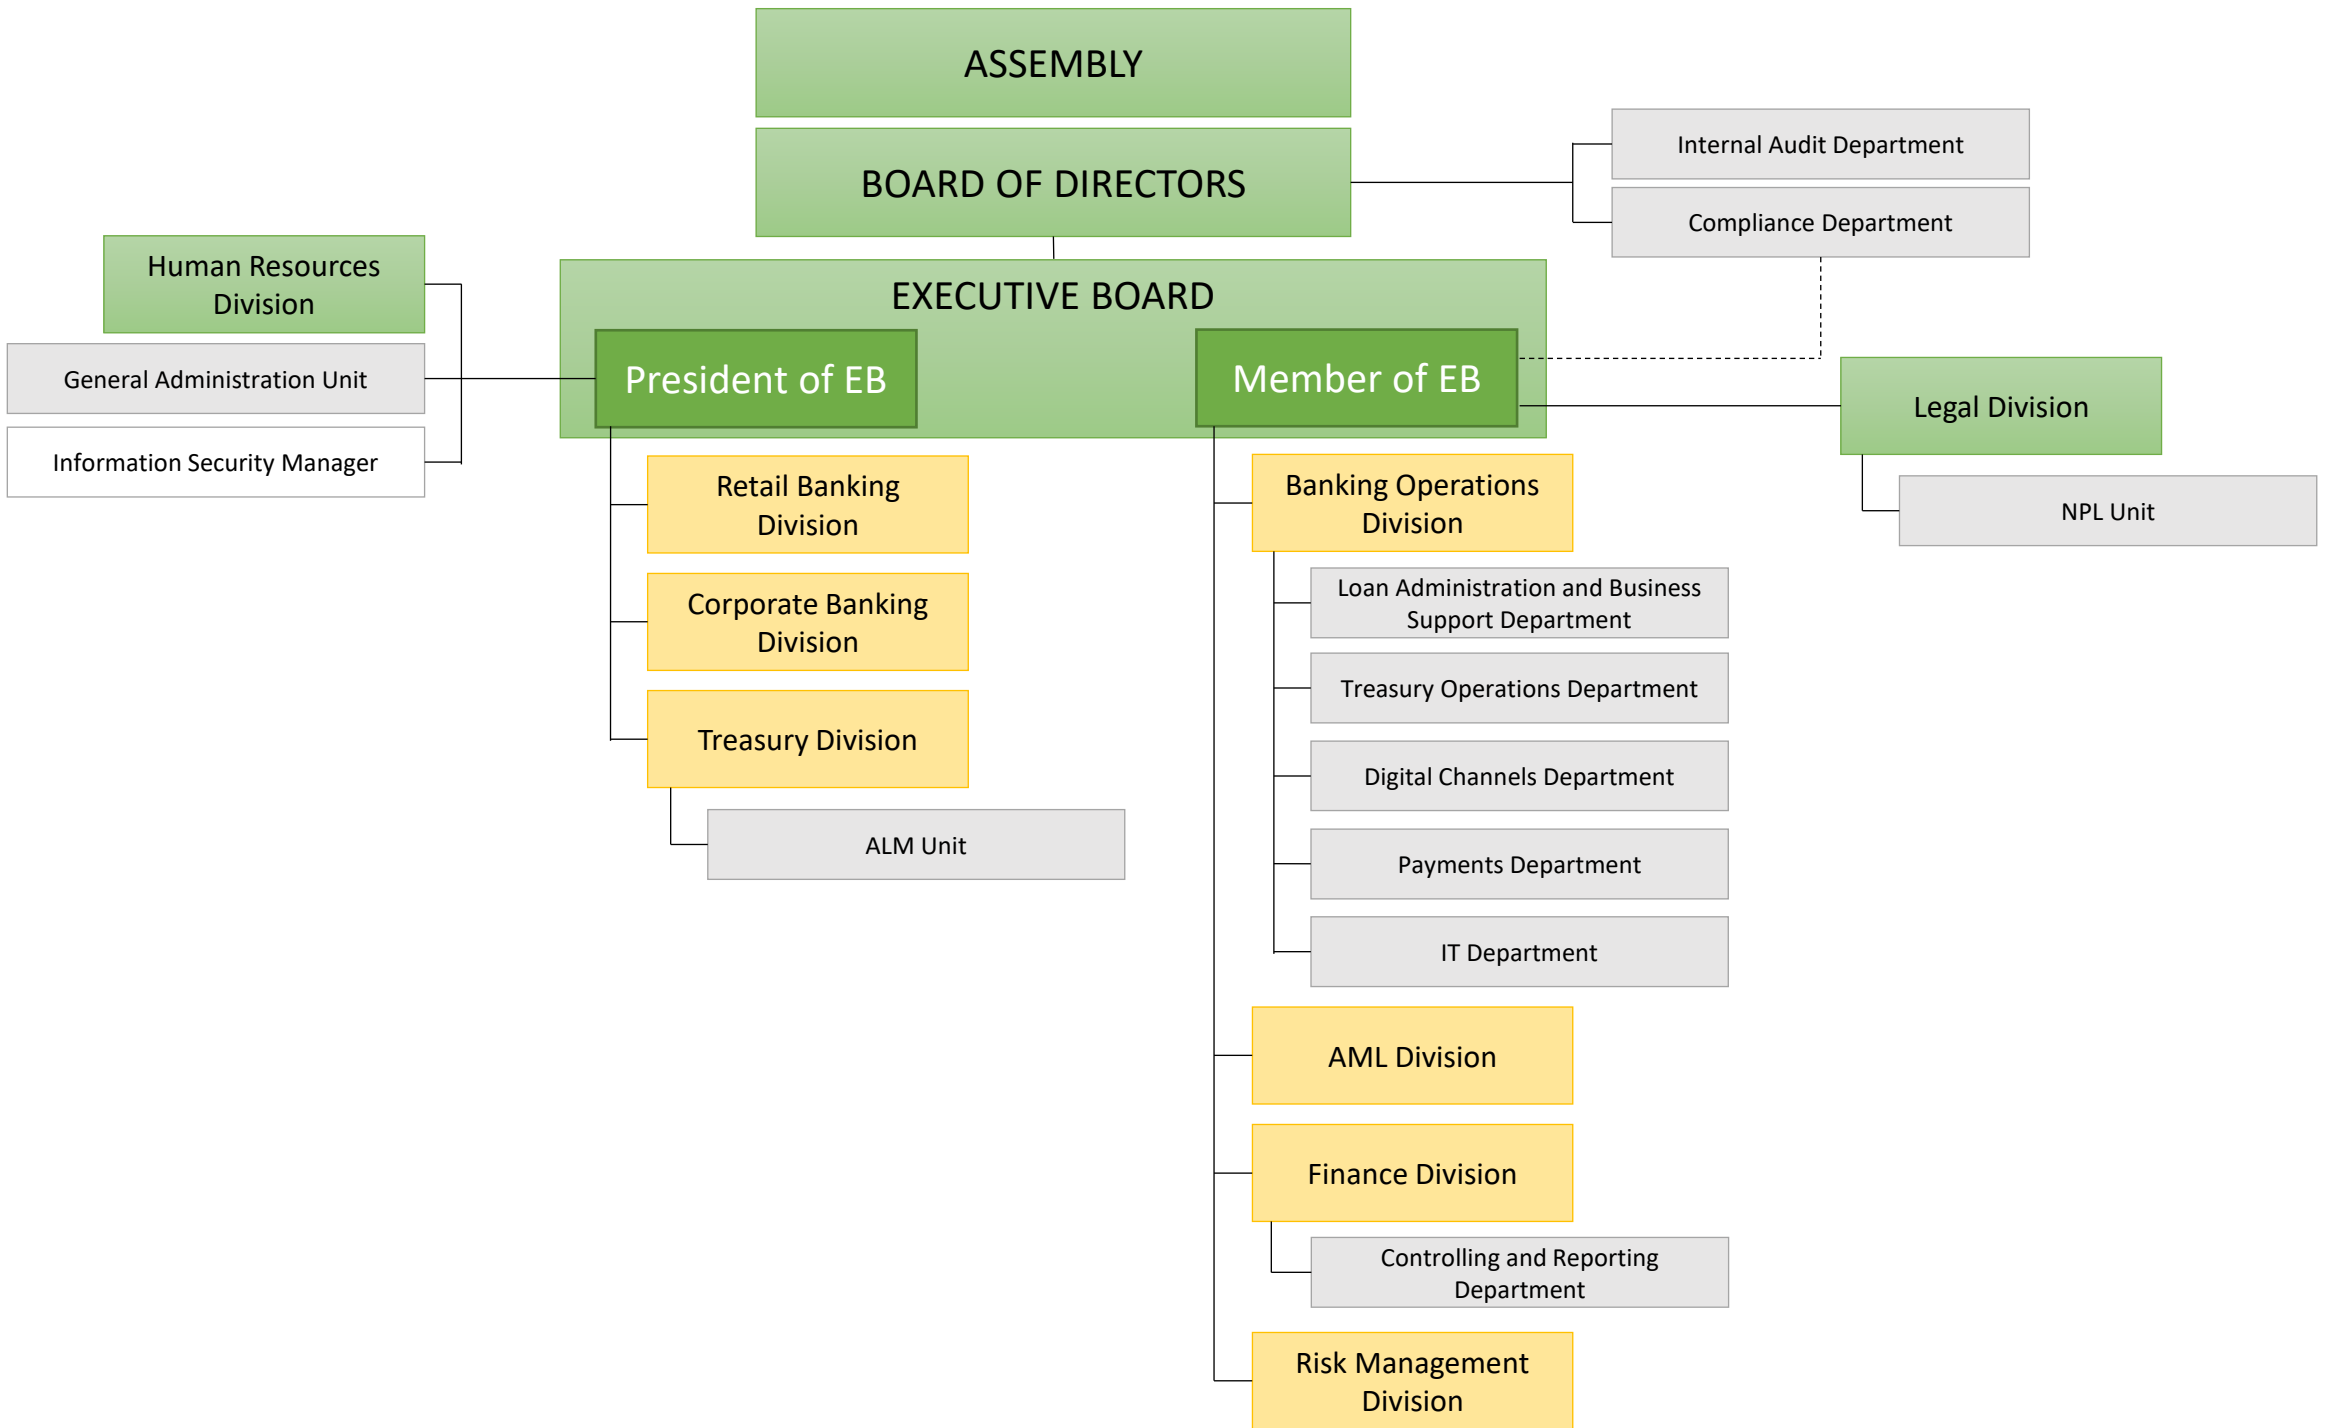 ASSEMBLY
BOARD OF DIRECTORS
Internal Audit Department
Compliance Department
Human Resources
Division
General Administration Unit
Information Security Manager
EXECUTIVE BOARD
President of EB
Member of EB
Legal Division
NPL Unit
Retail Banking
Division
Corporate Banking
Division
Treasury Division
ALM Unit
Banking Operations
Division
Loan Administration and Business
Support Department
Treasury Operations Department
Digital Channels Department
Payments Department
IT Department
AML Division
Finance Division
Controlling and Reporting
Department
Risk Management
Division